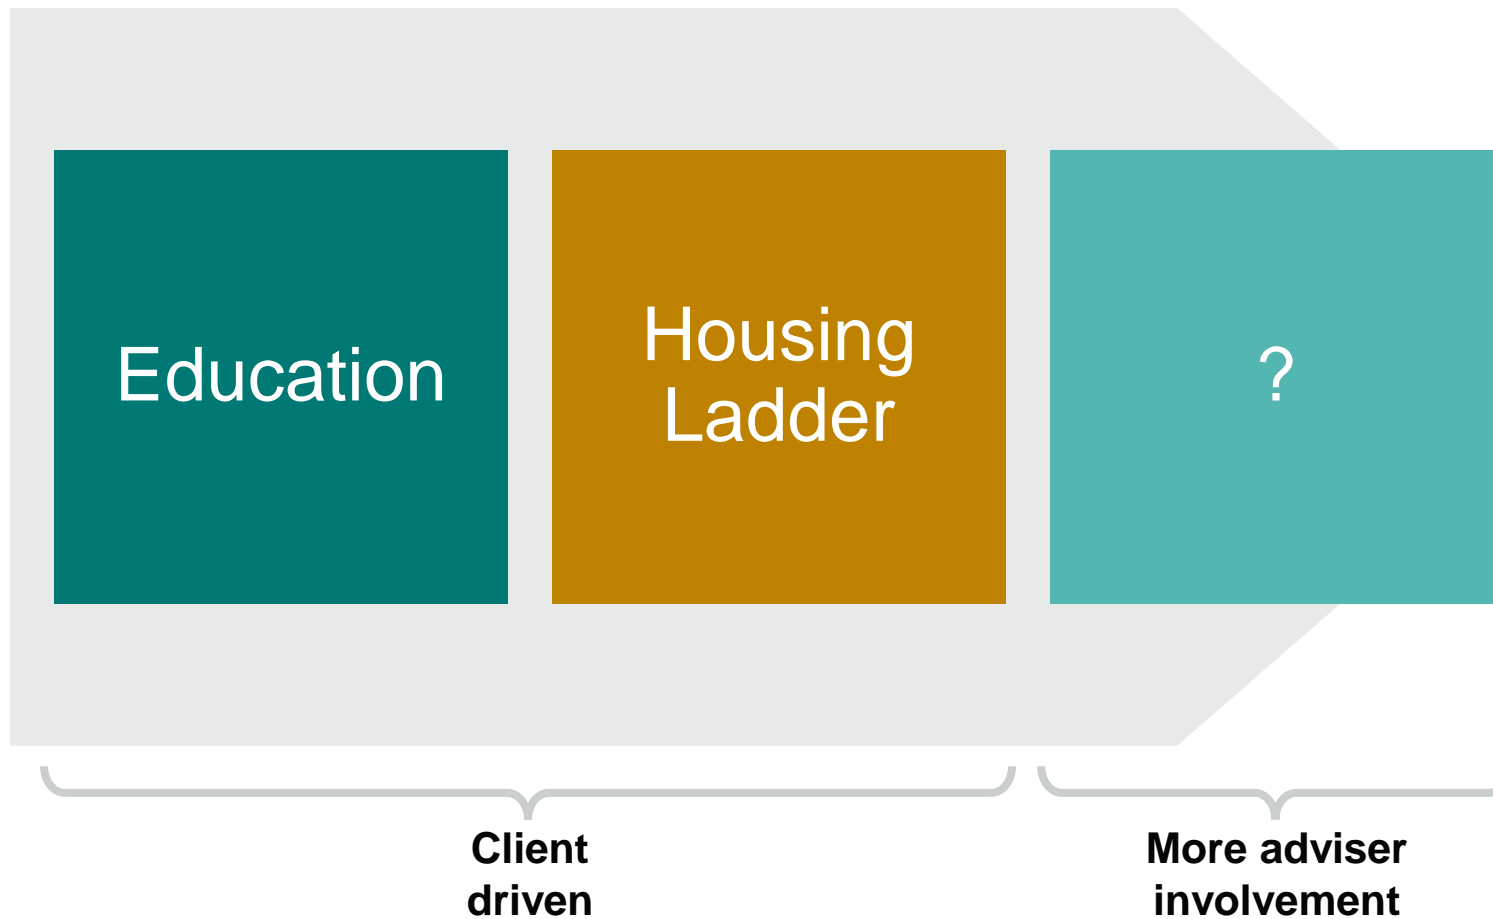 Education
Housing
Ladder
?
Client
driven
More adviser
involvement